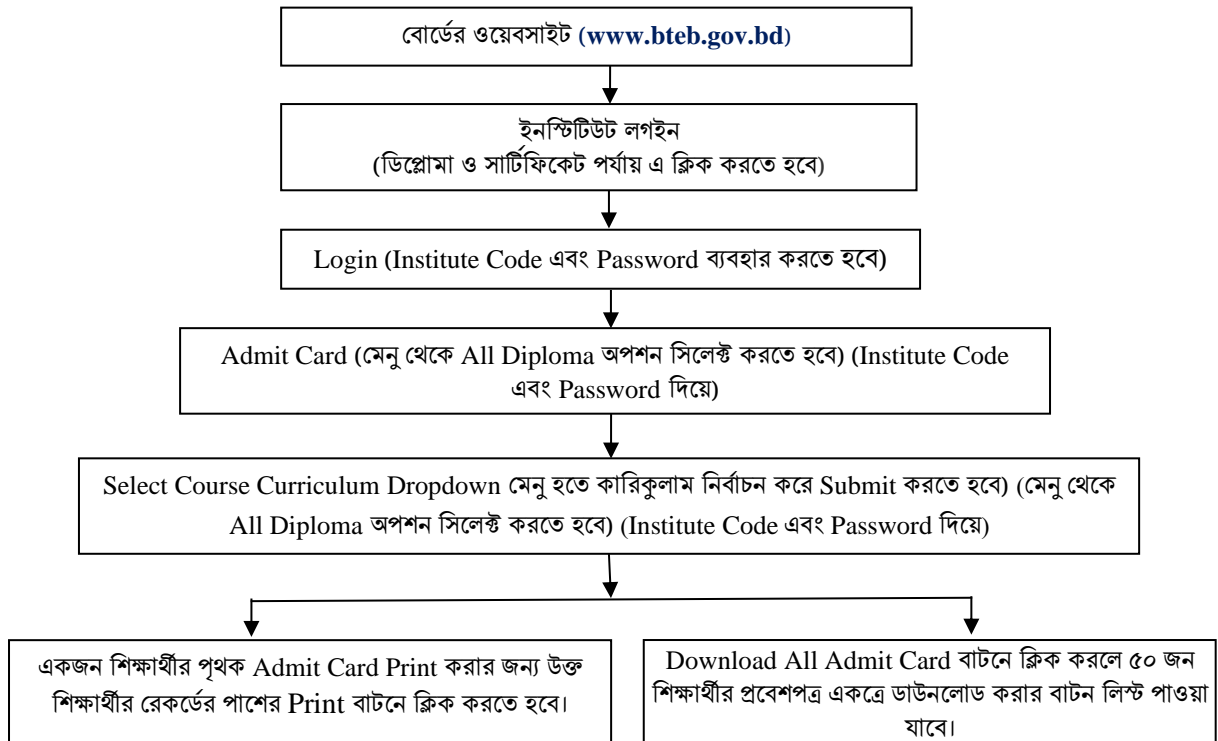 বোর্ডের ওয়েবসাইট (www.bteb.gov.bd)
ইনস্টিটিউট লগইন
(ডিপ্লোমা ও সার্টিফিকেট পর্যায় এ ক্লিক করতে হবে)
Login (Institute Code এবং Password ব্যবহার করতে হবে)
Admit Card (মেনু থেকে All Diploma অপশন সিলেক্ট করতে হবে) (Institute Code
এবং Password দিয়ে)
Select Course Curriculum Dropdown মেনু হতে কারিকুলাম নির্বাচন করে Submit করতে হবে) (মেনু থেকে
All Diploma অপশন সিলেক্ট করতে হবে) (Institute Code এবং Password দিয়ে)
একজন শিক্ষার্থীর পৃথক Admit Card Print করার জন্য উক্ত
শিক্ষার্থীর রেকর্ডের পাশের Print বাটনে ক্লিক করতে হবে।
Download All Admit Card বাটনে ক্লিক করলে ৫০ জন
শিক্ষার্থীর প্রবেশপত্র একত্রে ডাউনলোড করার বাটন লিস্ট পাওয়া
যাবে।